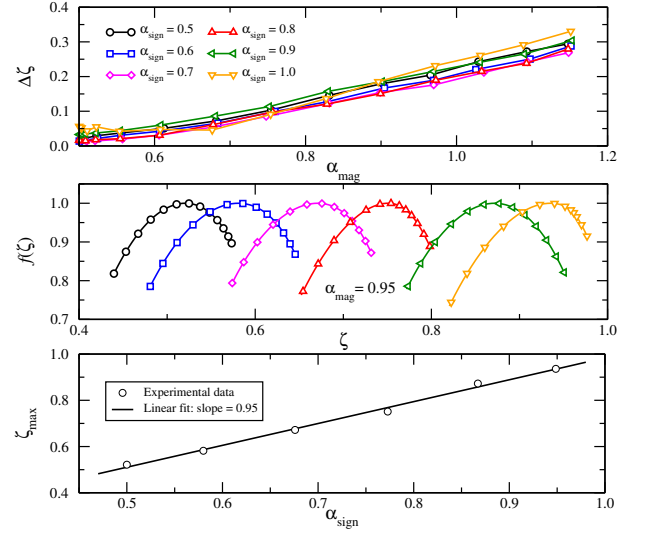 0.4
0.3
0.2
0.1
0.0
Δζ
α_sign = 0.5
α_sign = 0.6
α_sign = 0.7
α_sign = 0.8
α_sign = 0.9
α_sign = 1.0
0.6 0.8 1.0 1.2
α_mag
1.1
1.0
0.9
0.8
0.7
f(ζ)
α_mag = 0.95
0.4 0.6 0.8 1.0
ζ
1.0
0.8
0.6
0.4
ζ_max
Experimental data
Linear fit: slope = 0.95
0.5 0.6 0.7 0.8 0.9 1.0
α_sign